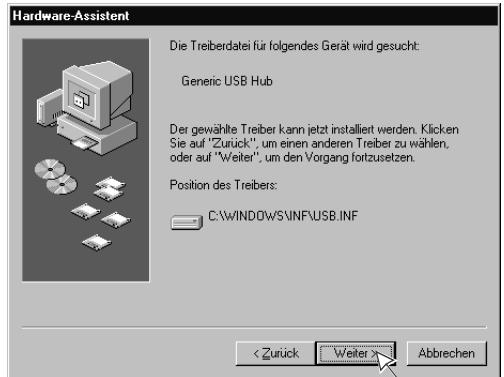 Hardware-Assistent
Die Treiberdatei für folgendes Gerät wird gesucht:
Generic USB Hub
Der gewählte Treiber kann jetzt installiert werden. Klicken
Sie auf "Zurück", um einen anderen Treiber zu wählen,
oder auf "Weiter", um den Vorgang fortzusetzen.
Position des Treibers:
C:\WINDOWS\INF\USB.INF
< Zurück Weiter > Abbrechen